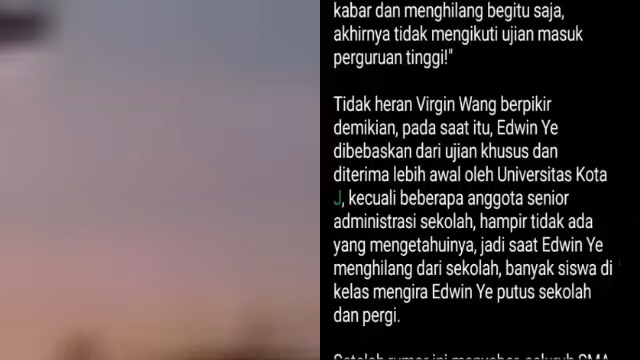 kabar dan menghilang begitu saja,
akhirnya tidak mengikuti ujian masuk
perguruan tinggi!"
Tidak heran Virgin Wang berpikir
demikian, pada saat itu, Edwin Ye
dibebaskan dari ujian khusus dan
diterima lebih awal oleh Universitas Kota
J, kecuali beberapa anggota senior
administrasi sekolah, hampir tidak ada
yang mengetahuinya, jadi saat Edwin Ye
menghilang dari sekolah, banyak siswa di
kelas mengira Edwin Ye putus sekolah
dan pergi.